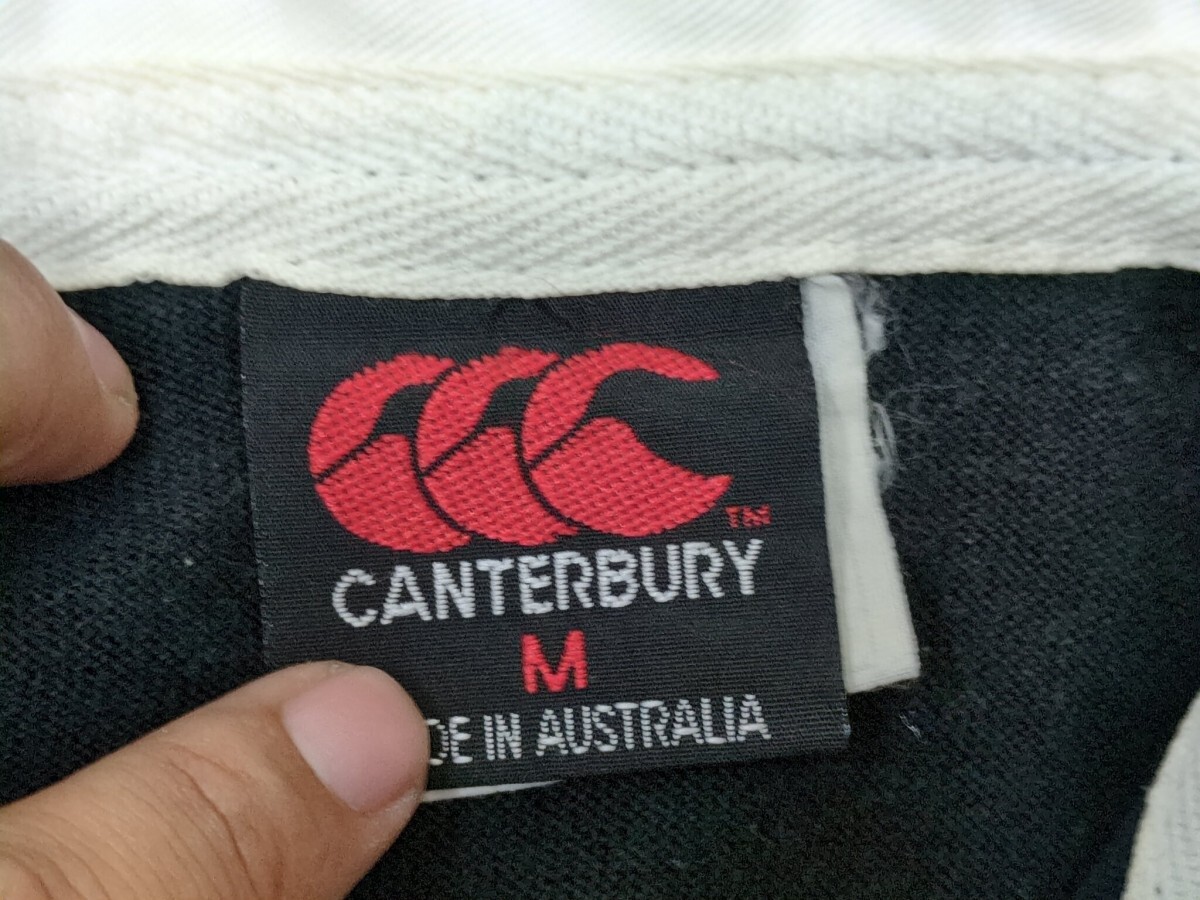 TM
CANTERBURY
M
DE IN AUSTRALIA